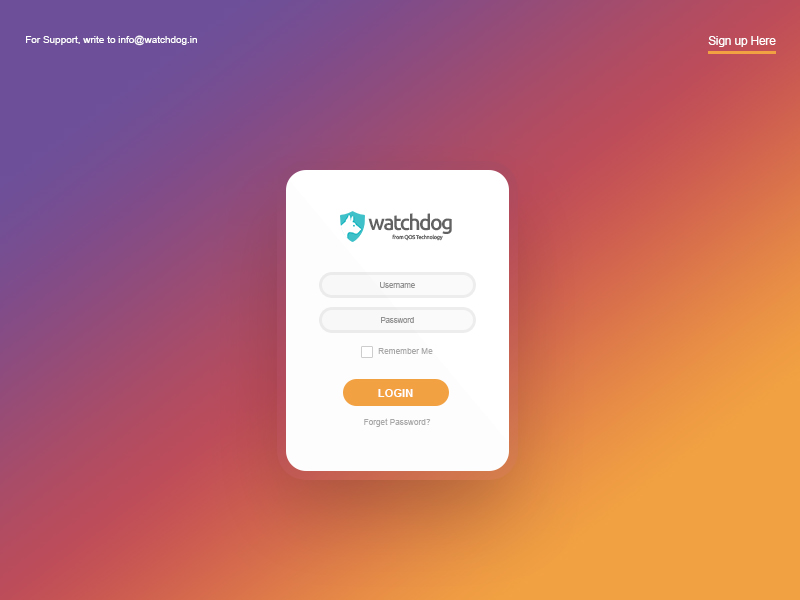 For Support, write to info@watchdog.in
Sign up Here
watchdog
from QOS Technology
Username
Password
Remember Me
LOGIN
Forget Password?